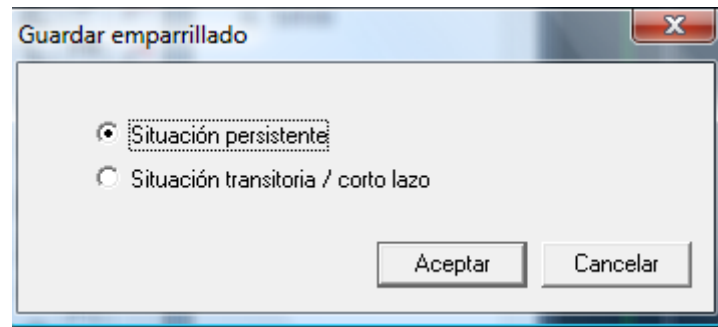 Guardar emparrillado
Situación persistente
Situación transitoria / corto lazo
Aceptar
Cancelar